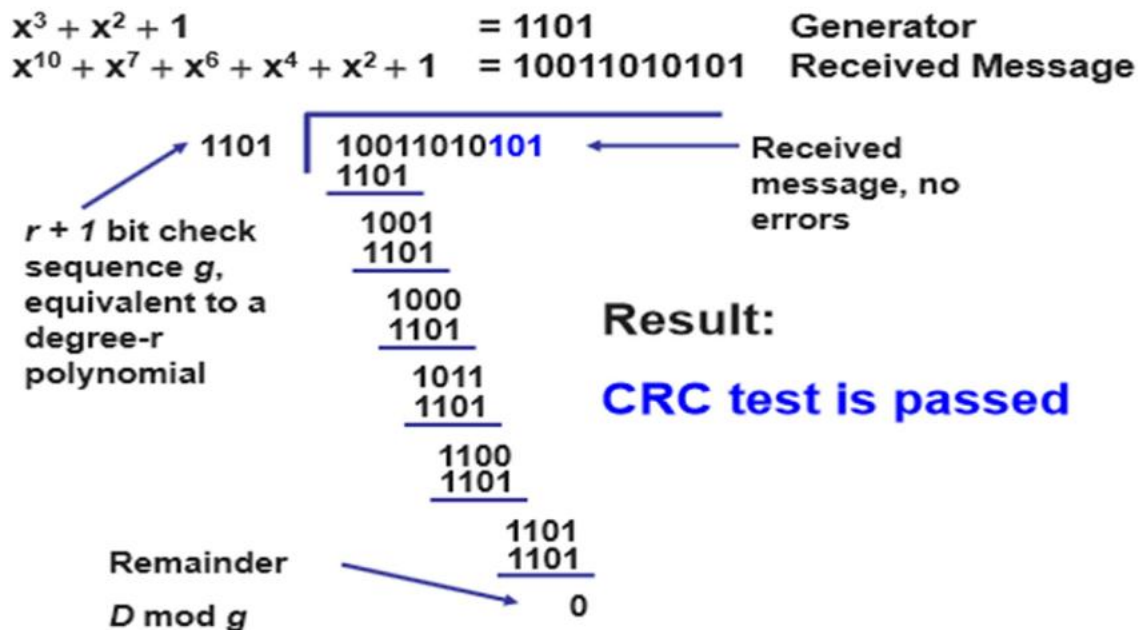 x³ + x² + 1 = 1101 Generator
x¹⁰ + x⁷ + x⁶ + x⁴ + x² + 1 = 10011010101 Received Message
1101 10011010101
1101
Received
message, no
errors
r + 1 bit check
sequence g,
equivalent to a
degree-r
polynomial
1001
1101
1000
1101
1011
1101
1100
1101
1101
1101
0
Result:
CRC test is passed
Remainder
D mod g